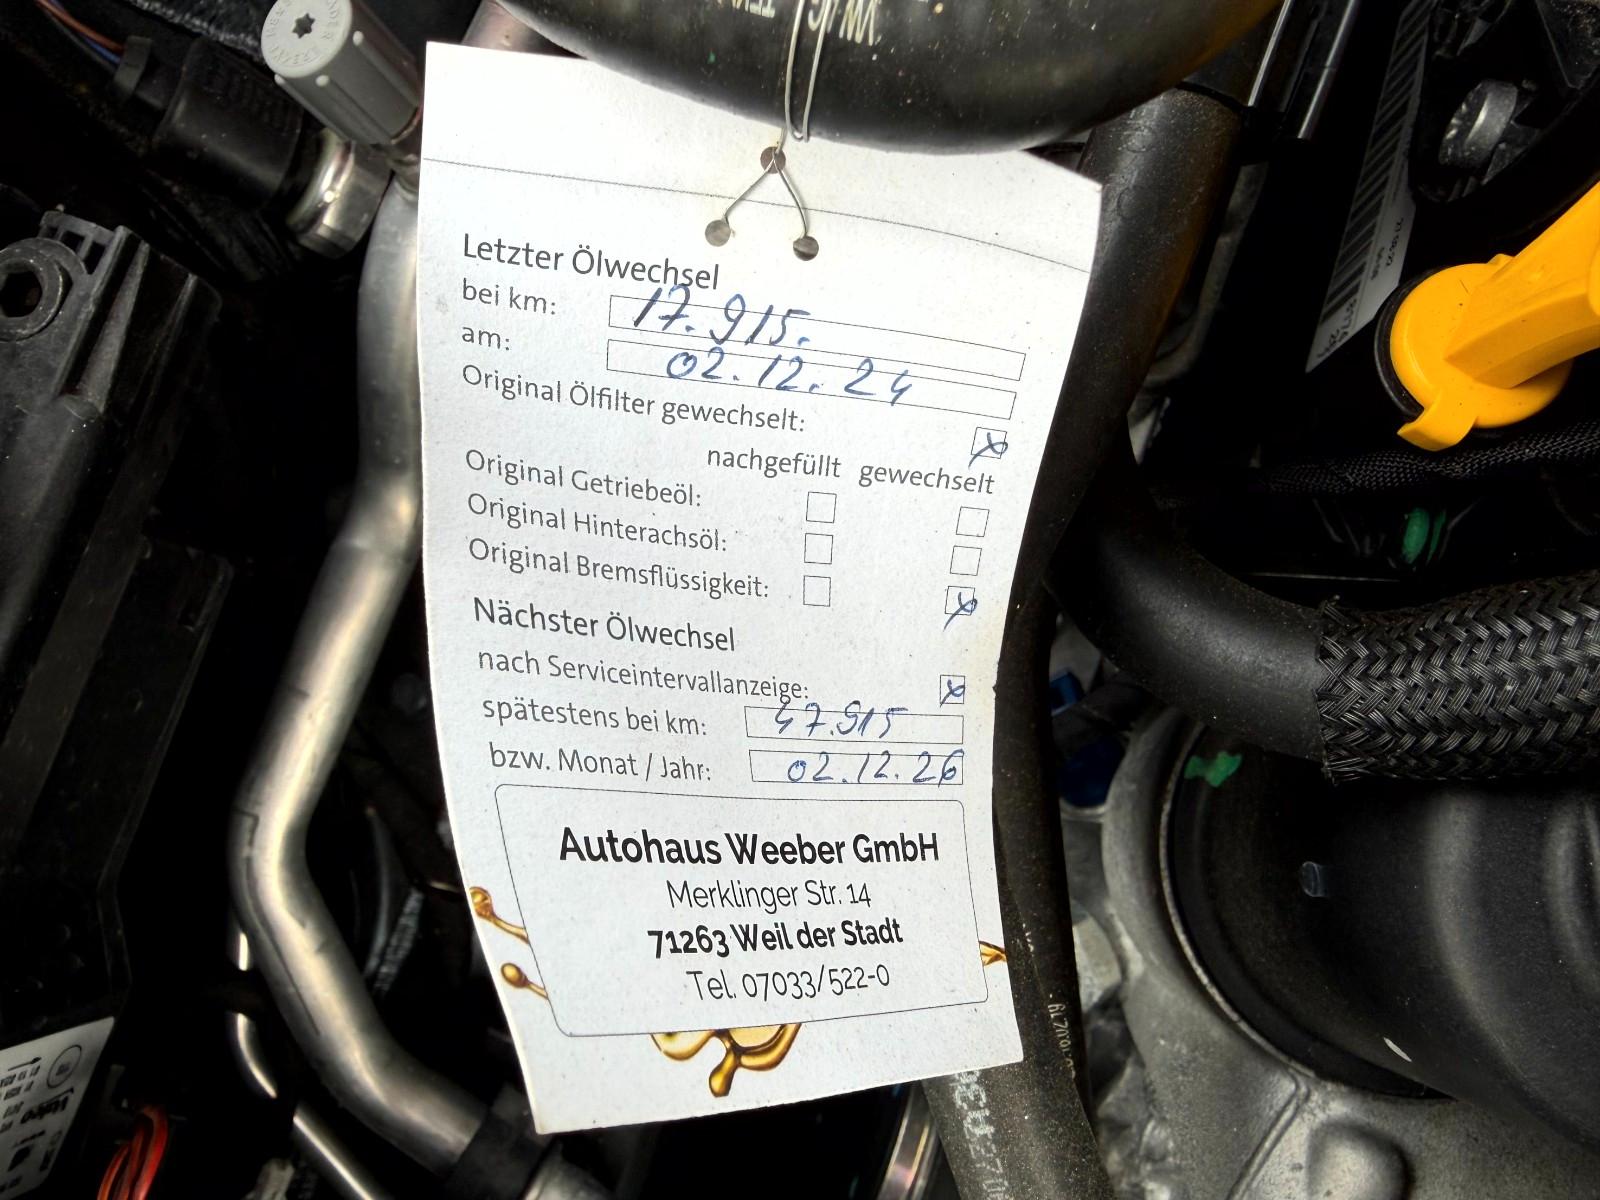 Letzter Ölwechsel
bei km: 17.915.
am: 02.12.24
Original Ölfilter gewechselt:
nachgefüllt gewechselt
Original Getriebeöl:
Original Hinterachsöl:
Original Bremsflüssigkeit:
Nächster Ölwechsel
nach Serviceintervallanzeige:
spätestens bei km: 47.915
bzw. Monat / Jahr: 02.12.26
Autohaus Weeber GmbH
Merklinger Str. 14
71263 Weil der Stadt
Tel. 07033/522-0